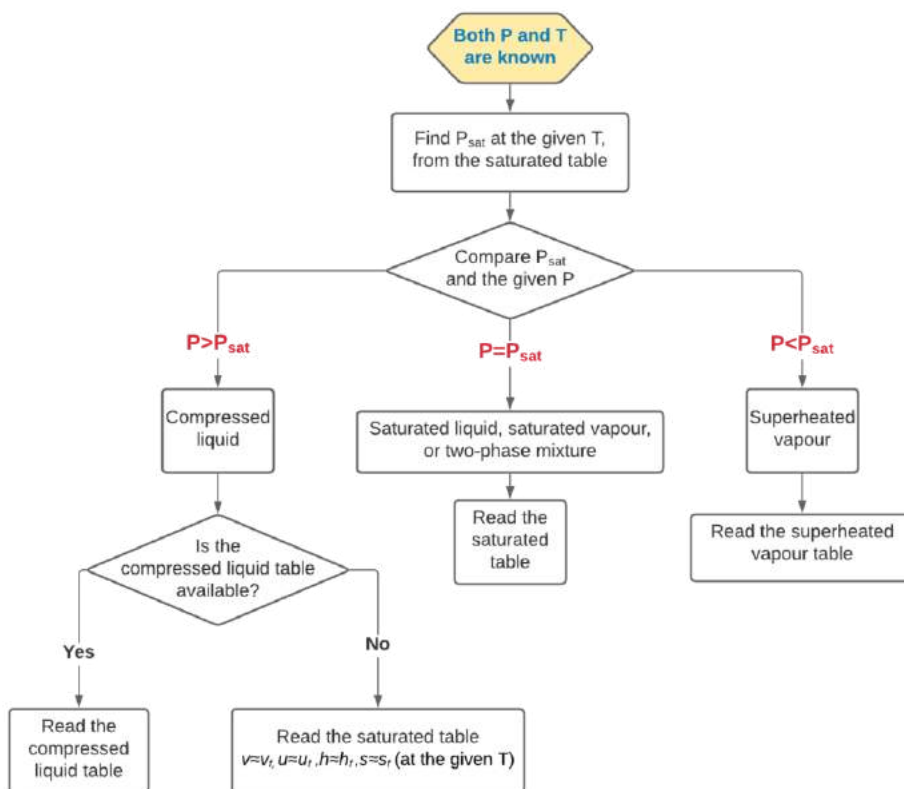 Both P and T
are known
Find Psat at the given T,
from the saturated table
Compare Psat
and the given P
P>Psat
P=Psat
P<Psat
Compressed
liquid
Saturated liquid, saturated vapour,
or two-phase mixture
Superheated
vapour
Read the
saturated
table
Read the superheated
vapour table
Is the
compressed liquid table
available?
Yes
No
Read the
compressed
liquid table
Read the saturated table
v≈vf, u≈uf ,h≈hf ,s≈sf (at the given T)